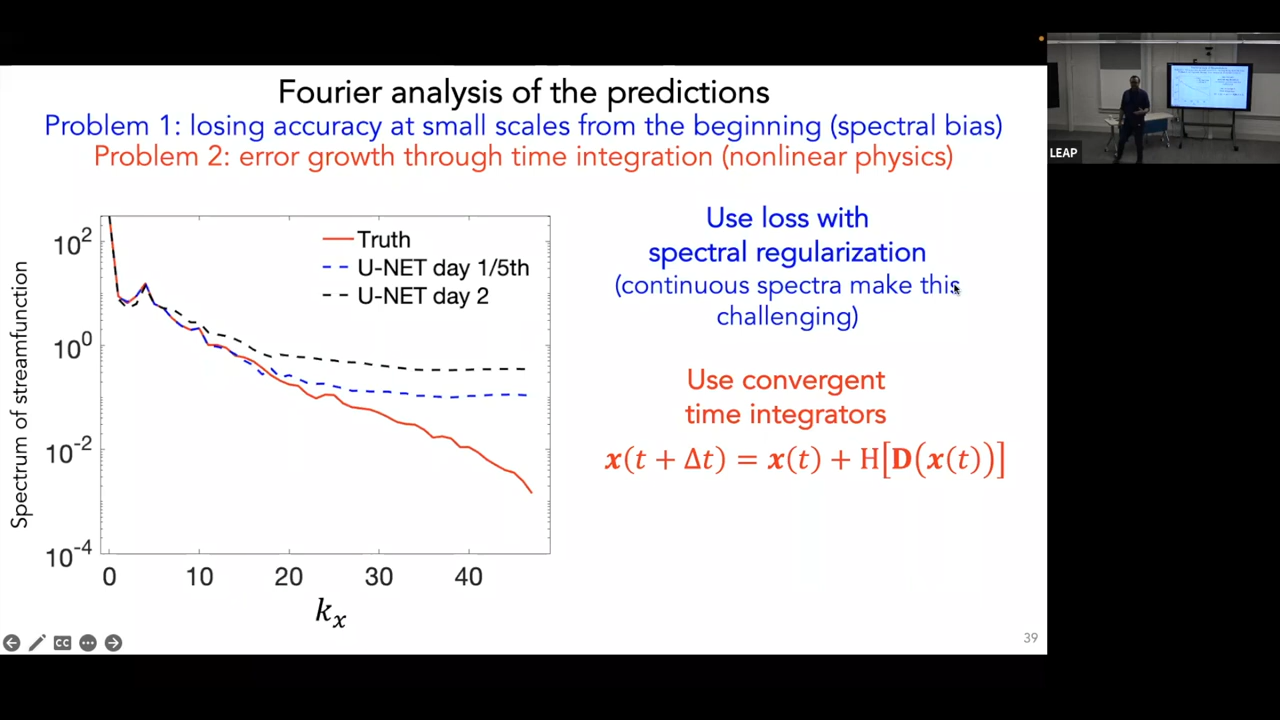 Fourier analysis of the predictions
Problem 1: losing accuracy at small scales from the beginning (spectral bias)
Problem 2: error growth through time integration (nonlinear physics)
LEAP
Spectrum of streamfunction
10²
10⁰
10⁻²
10⁻⁴
Truth
U-NET day 1/5th
U-NET day 2
0 10 20 30 40
kₓ
Use loss with
spectral regularization
(continuous spectra make this
challenging)
Use convergent
time integrators
𝒙(t + Δt) = 𝒙(t) + H[𝐃(𝒙(t))]
CC
39